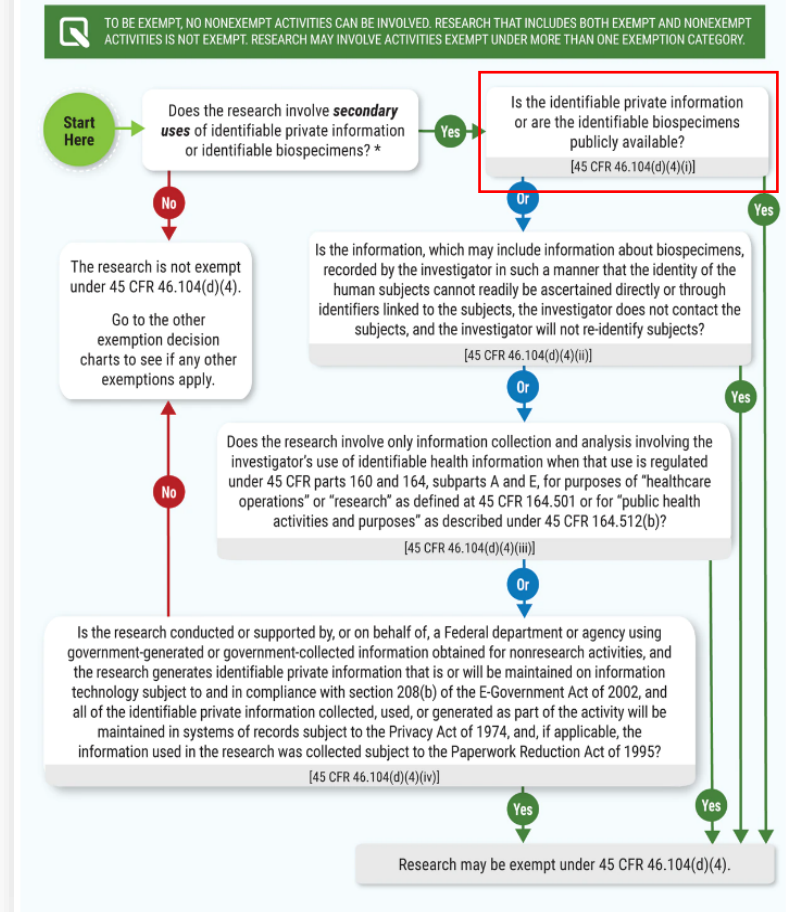 TO BE EXEMPT, NO NONEXEMPT ACTIVITIES CAN BE INVOLVED. RESEARCH THAT INCLUDES BOTH EXEMPT AND NONEXEMPT
ACTIVITIES IS NOT EXEMPT. RESEARCH MAY INVOLVE ACTIVITIES EXEMPT UNDER MORE THAN ONE EXEMPTION CATEGORY.
Start
Here
Does the research involve secondary
uses of identifiable private information
or identifiable biospecimens? *
Yes
Is the identifiable private information
or are the identifiable biospecimens
publicly available?
[45 CFR 46.104(d)(4)(i)]
No
Or
Yes
The research is not exempt
under 45 CFR 46.104(d)(4).
Go to the other
exemption decision
charts to see if any other
exemptions apply.
Is the information, which may include information about biospecimens,
recorded by the investigator in such a manner that the identity of the
human subjects cannot readily be ascertained directly or through
identifiers linked to the subjects, the investigator does not contact the
subjects, and the investigator will not re-identify subjects?
[45 CFR 46.104(d)(4)(ii)]
Or
Yes
Does the research involve only information collection and analysis involving the
investigator's use of identifiable health information when that use is regulated
under 45 CFR parts 160 and 164, subparts A and E, for purposes of "healthcare
operations" or "research" as defined at 45 CFR 164.501 or for "public health
activities and purposes" as described under 45 CFR 164.512(b)?
[45 CFR 46.104(d)(4)(iii)]
No
Or
Is the research conducted or supported by, or on behalf of, a Federal department or agency using
government-generated or government-collected information obtained for nonresearch activities, and
the research generates identifiable private information that is or will be maintained on information
technology subject to and in compliance with section 208(b) of the E-Government Act of 2002, and
all of the identifiable private information collected, used, or generated as part of the activity will be
maintained in systems of records subject to the Privacy Act of 1974, and, if applicable, the
information used in the research was collected subject to the Paperwork Reduction Act of 1995?
[45 CFR 46.104(d)(4)(iv)]
Yes
Yes
Research may be exempt under 45 CFR 46.104(d)(4).